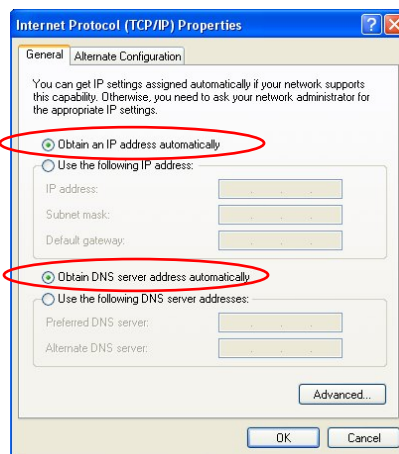 Internet Protocol (TCP/IP) Properties
General
Alternate Configuration
You can get IP settings assigned automatically if your network supports
this capability. Otherwise, you need to ask your network administrator for
the appropriate IP settings.
Obtain an IP address automatically
Use the following IP address:
IP address:
Subnet mask:
Default gateway:
Obtain DNS server address automatically
Use the following DNS server addresses:
Preferred DNS server:
Alternate DNS server:
Advanced...
OK
Cancel